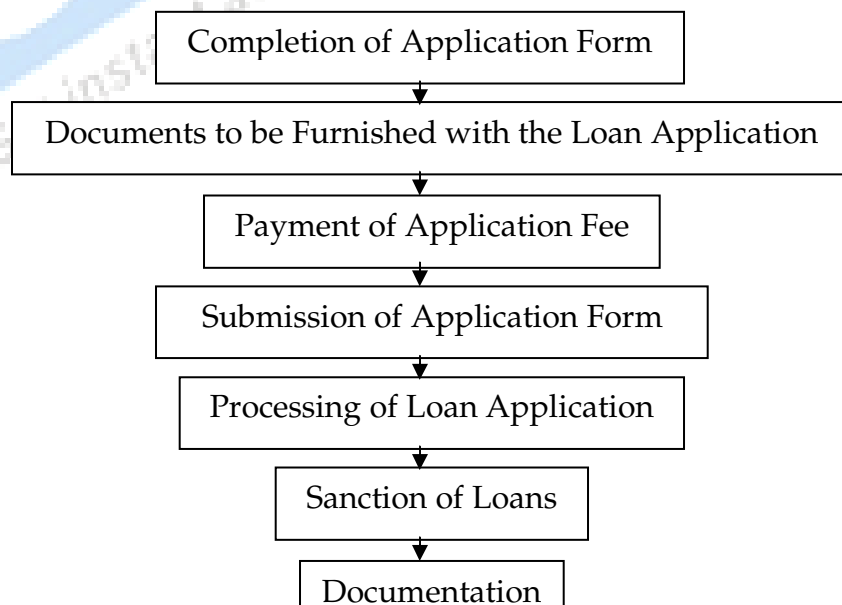 Completion of Application Form
Documents to be Furnished with the Loan Application
Payment of Application Fee
Submission of Application Form
Processing of Loan Application
Sanction of Loans
Documentation